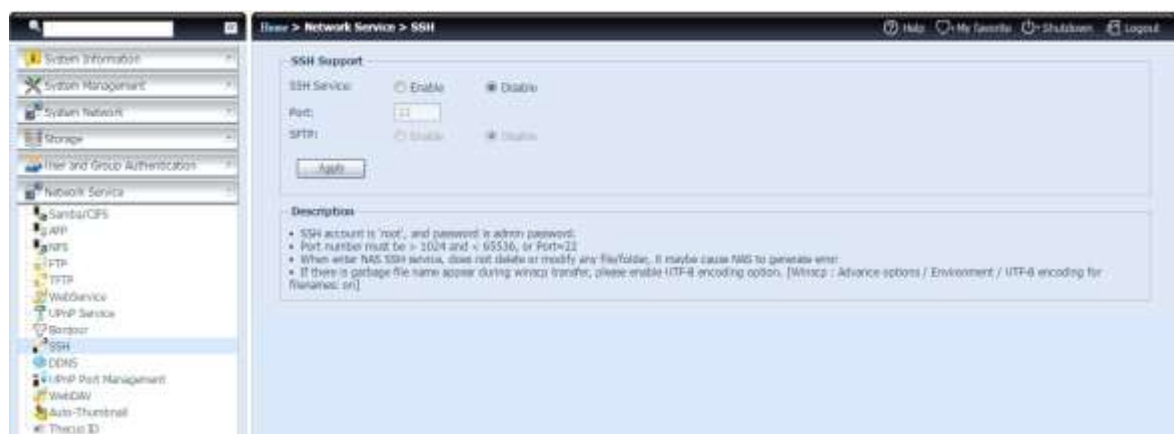 Home > Network Service > SSH
Help My favorite Shutdown Logout
System Information
System Management
System Network
Storage
User and Group Authentication
Network Service
Samba/CIFS
AFP
NFS
FTP
TFTP
WebService
UPnP Service
Bonjour
SSH
DDNS
UPnP Port Management
WebDAV
Auto-Thumbnail
Thecus ID
SSH Support
SSH Service: Enable Disable
Port:
SFTP: Enable Disable
Apply
Description
• SSH account is 'root', and password is admin password.
• Port number must be > 1024 and < 65536, or Port=22
• When enter NAS SSH service, does not delete or modify any file/folder, it maybe cause NAS to generate error
• If there is garbage file name appear during winscp transfer, please enable UTF-8 encoding option. [Winscp : Advance options / Environment / UTF-8 encoding for
filenames: on]